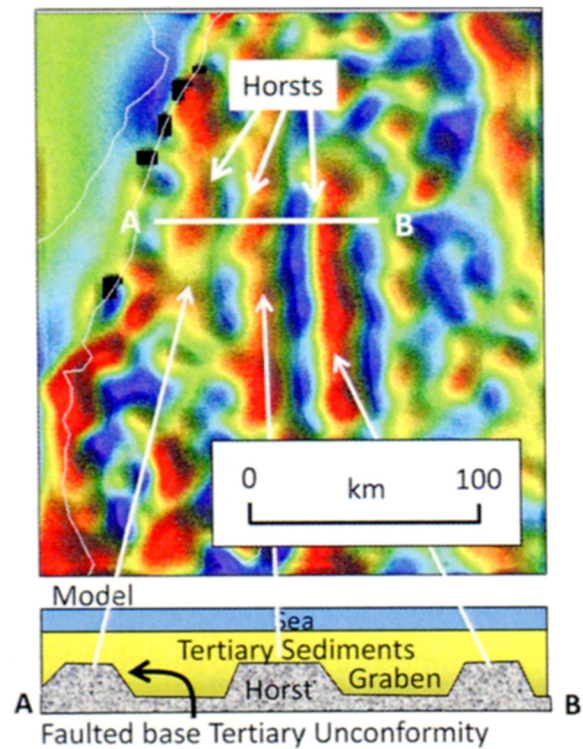 Horsts
A B
0 km 100
Model
Sea
Tertiary Sediments
Horst Graben
A B
Faulted base Tertiary Unconformity